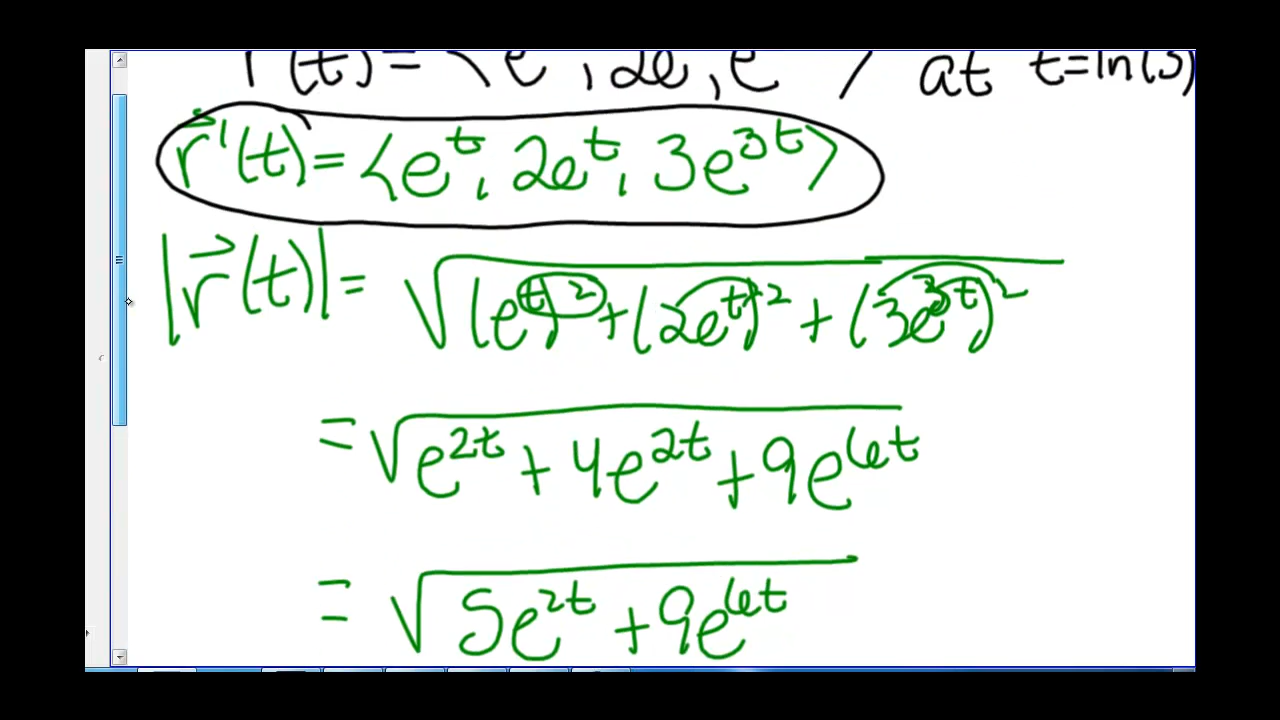 r(t) = ⟨e , 2e , e ⟩ at t=ln(3)
r⃗'(t) = ⟨e^t, 2e^t, 3e^{3t}⟩
|r⃗(t)| = √((e^t)^2 + (2e^t)^2 + (3e^{3t})^2)
= √(e^{2t} + 4e^{2t} + 9e^{6t})
= √(5e^{2t} + 9e^{6t})